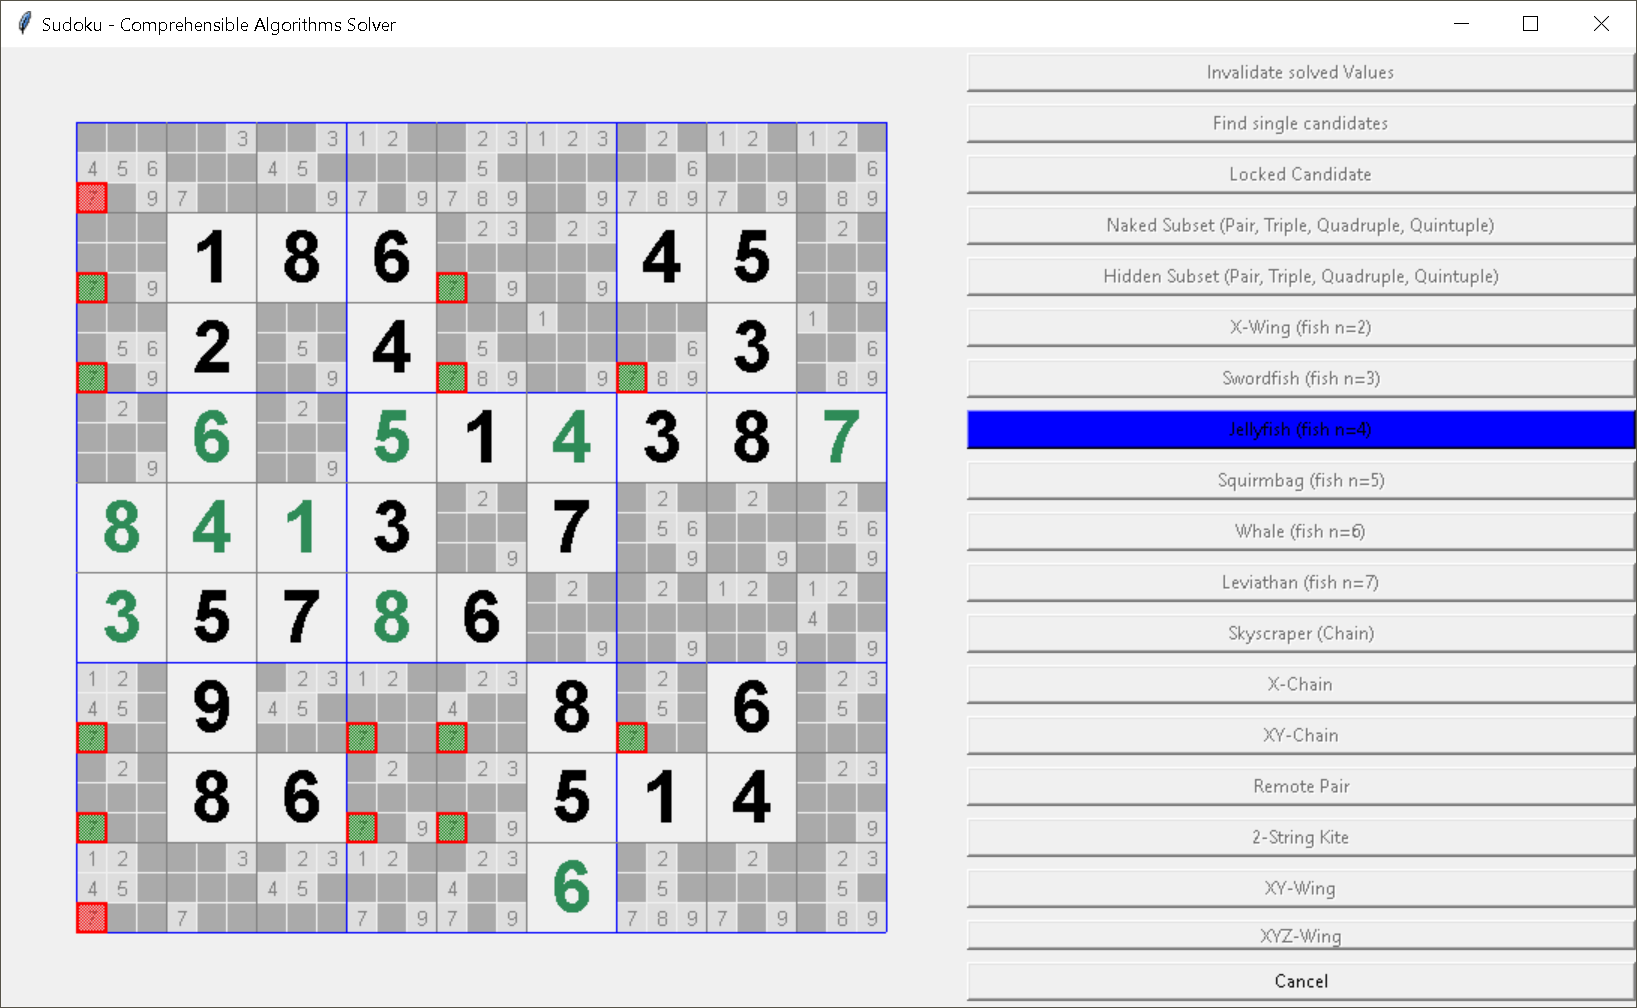 Sudoku - Comprehensible Algorithms Solver
3 3 1 2 2 3 1 2 3 2 1 2 1 2
4 5 6 4 5 5 6 6
7 9 7 9 7 9 7 8 9 9 7 8 9 7 9 8 9
2 3 2 3 2
1 8 6 4 5
7 9 7 9 9 9
1 1
5 6 2 5 4 5 6 3 6
7 9 9 7 8 9 9 7 8 9 8 9
2 2
6 5 1 4 3 8 7
9 9
2 2 2 2
8 4 1 3 7 5 6 5 6
9 9 9 9
2 2 1 2 1 2
3 5 7 8 6 4
9 9 9 9
1 2 2 3 1 2 2 3 2 2 3
4 5 9 4 5 4 8 5 6 5
7 7 7 7
2 2 2 3 2 3
8 6 5 1 4
7 7 9 7 9 9
1 2 3 2 3 1 2 2 3 2 2 2 3
4 5 4 5 4 6 5 5
7 7 7 9 7 9 7 8 9 7 9 8 9
Invalidate solved Values
Find single candidates
Locked Candidate
Naked Subset (Pair, Triple, Quadruple, Quintuple)
Hidden Subset (Pair, Triple, Quadruple, Quintuple)
X-Wing (fish n=2)
Swordfish (fish n=3)
Jellyfish (fish n=4)
Squirmbag (fish n=5)
Whale (fish n=6)
Leviathan (fish n=7)
Skyscraper (Chain)
X-Chain
XY-Chain
Remote Pair
2-String Kite
XY-Wing
XYZ-Wing
Cancel